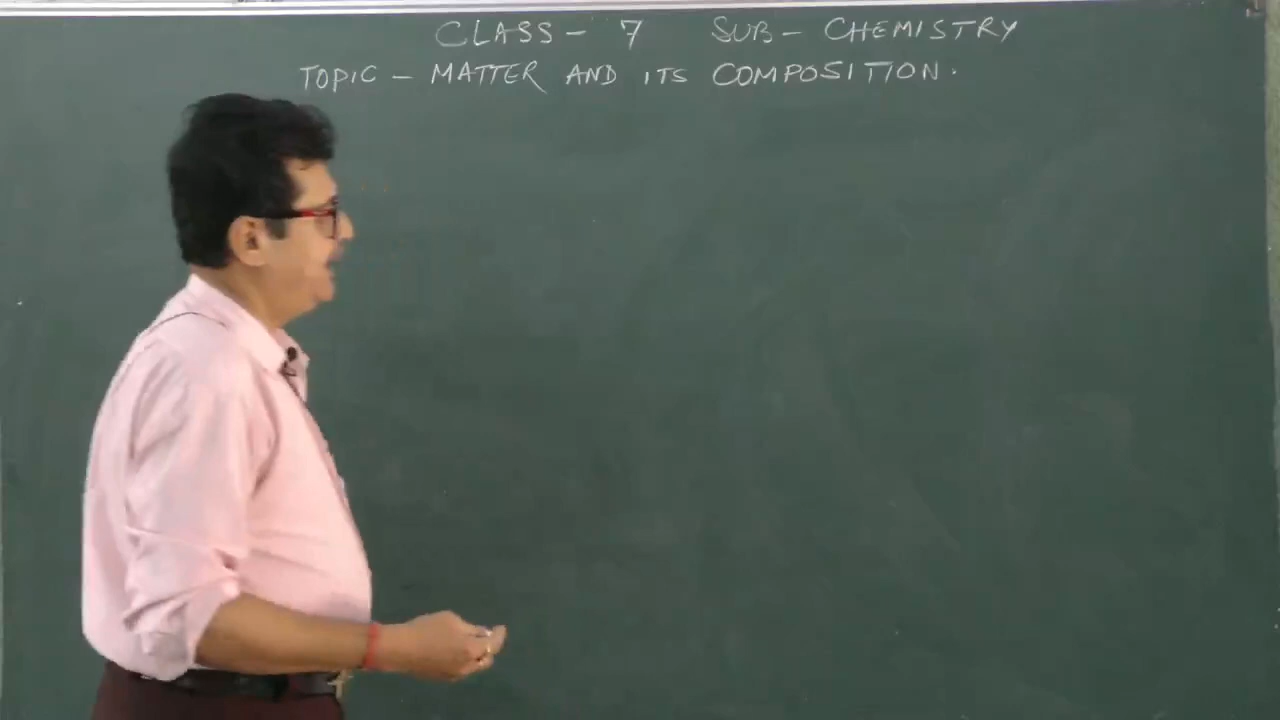 CLASS - 7 SUB - CHEMISTRY
TOPIC - MATTER AND ITS COMPOSITION.